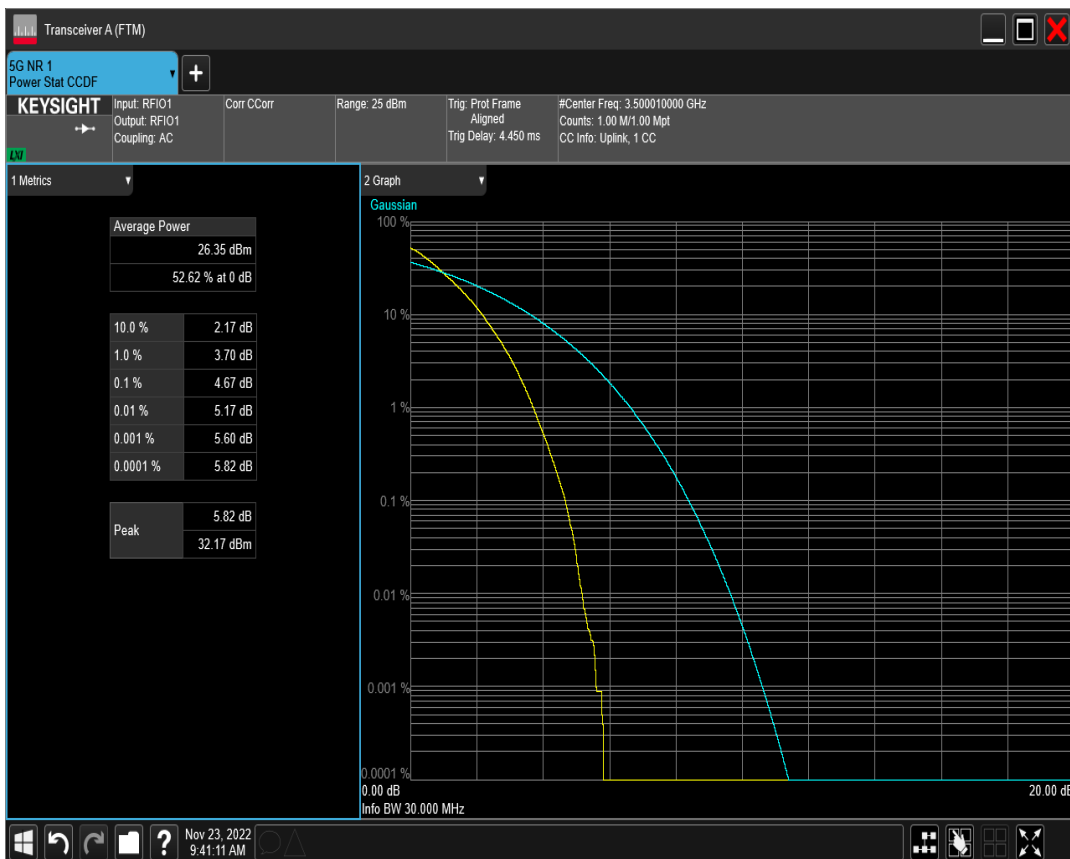 Transceiver A (FTM)
5G NR 1
Power Stat CCDF
+
KEYSIGHT
LXI
Input: RFIO1
Output: RFIO1
Coupling: AC
Corr CCorr
Range: 25 dBm
Trig: Prot Frame
Aligned
Trig Delay: 4.450 ms
#Center Freq: 3.500010000 GHz
Counts: 1.00 M/1.00 Mpt
CC Info: Uplink, 1 CC
1 Metrics
Average Power
26.35 dBm
52.62 % at 0 dB
10.0 % 2.17 dB
1.0 % 3.70 dB
0.1 % 4.67 dB
0.01 % 5.17 dB
0.001 % 5.60 dB
0.0001 % 5.82 dB
Peak
5.82 dB
32.17 dBm
2 Graph
Gaussian
100 %
10 %
1 %
0.1 %
0.01 %
0.001 %
0.0001 %
0.00 dB 20.00 dB
Info BW 30.000 MHz
?
Nov 23, 2022
9:41:11 AM